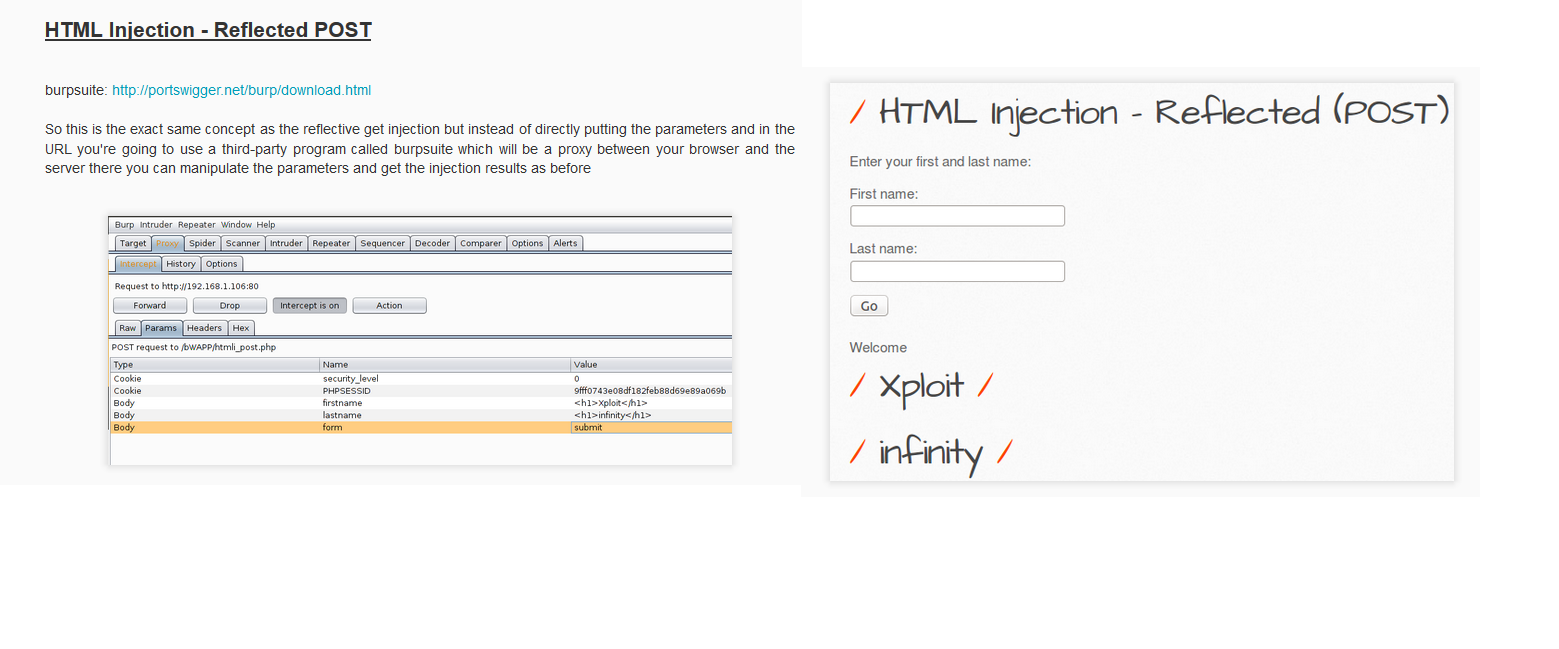 HTML Injection - Reflected POST
burpsuite: http://portswigger.net/burp/download.html
So this is the exact same concept as the reflective get injection but instead of directly putting the parameters and in the
URL you're going to use a third-party program called burpsuite which will be a proxy between your browser and the
server there you can manipulate the parameters and get the injection results as before
Burp Intruder Repeater Window Help
Target Proxy Spider Scanner Intruder Repeater Sequencer Decoder Comparer Options Alerts
Intercept History Options
Request to http://192.168.1.106:80
Forward Drop Intercept is on Action
Raw Params Headers Hex
POST request to /bWAPP/htmli_post.php
Type Name Value
Cookie security_level 0
Cookie PHPSESSID 9fff0743e08df182feb88d69e89a069b
Body firstname <h1>Xploit</h1>
Body lastname <h1>infinity</h1>
Body form submit
/ HTML Injection - Reflected (POST)
Enter your first and last name:
First name:
Last name:
Go
Welcome
/ Xploit /
/ infinity /